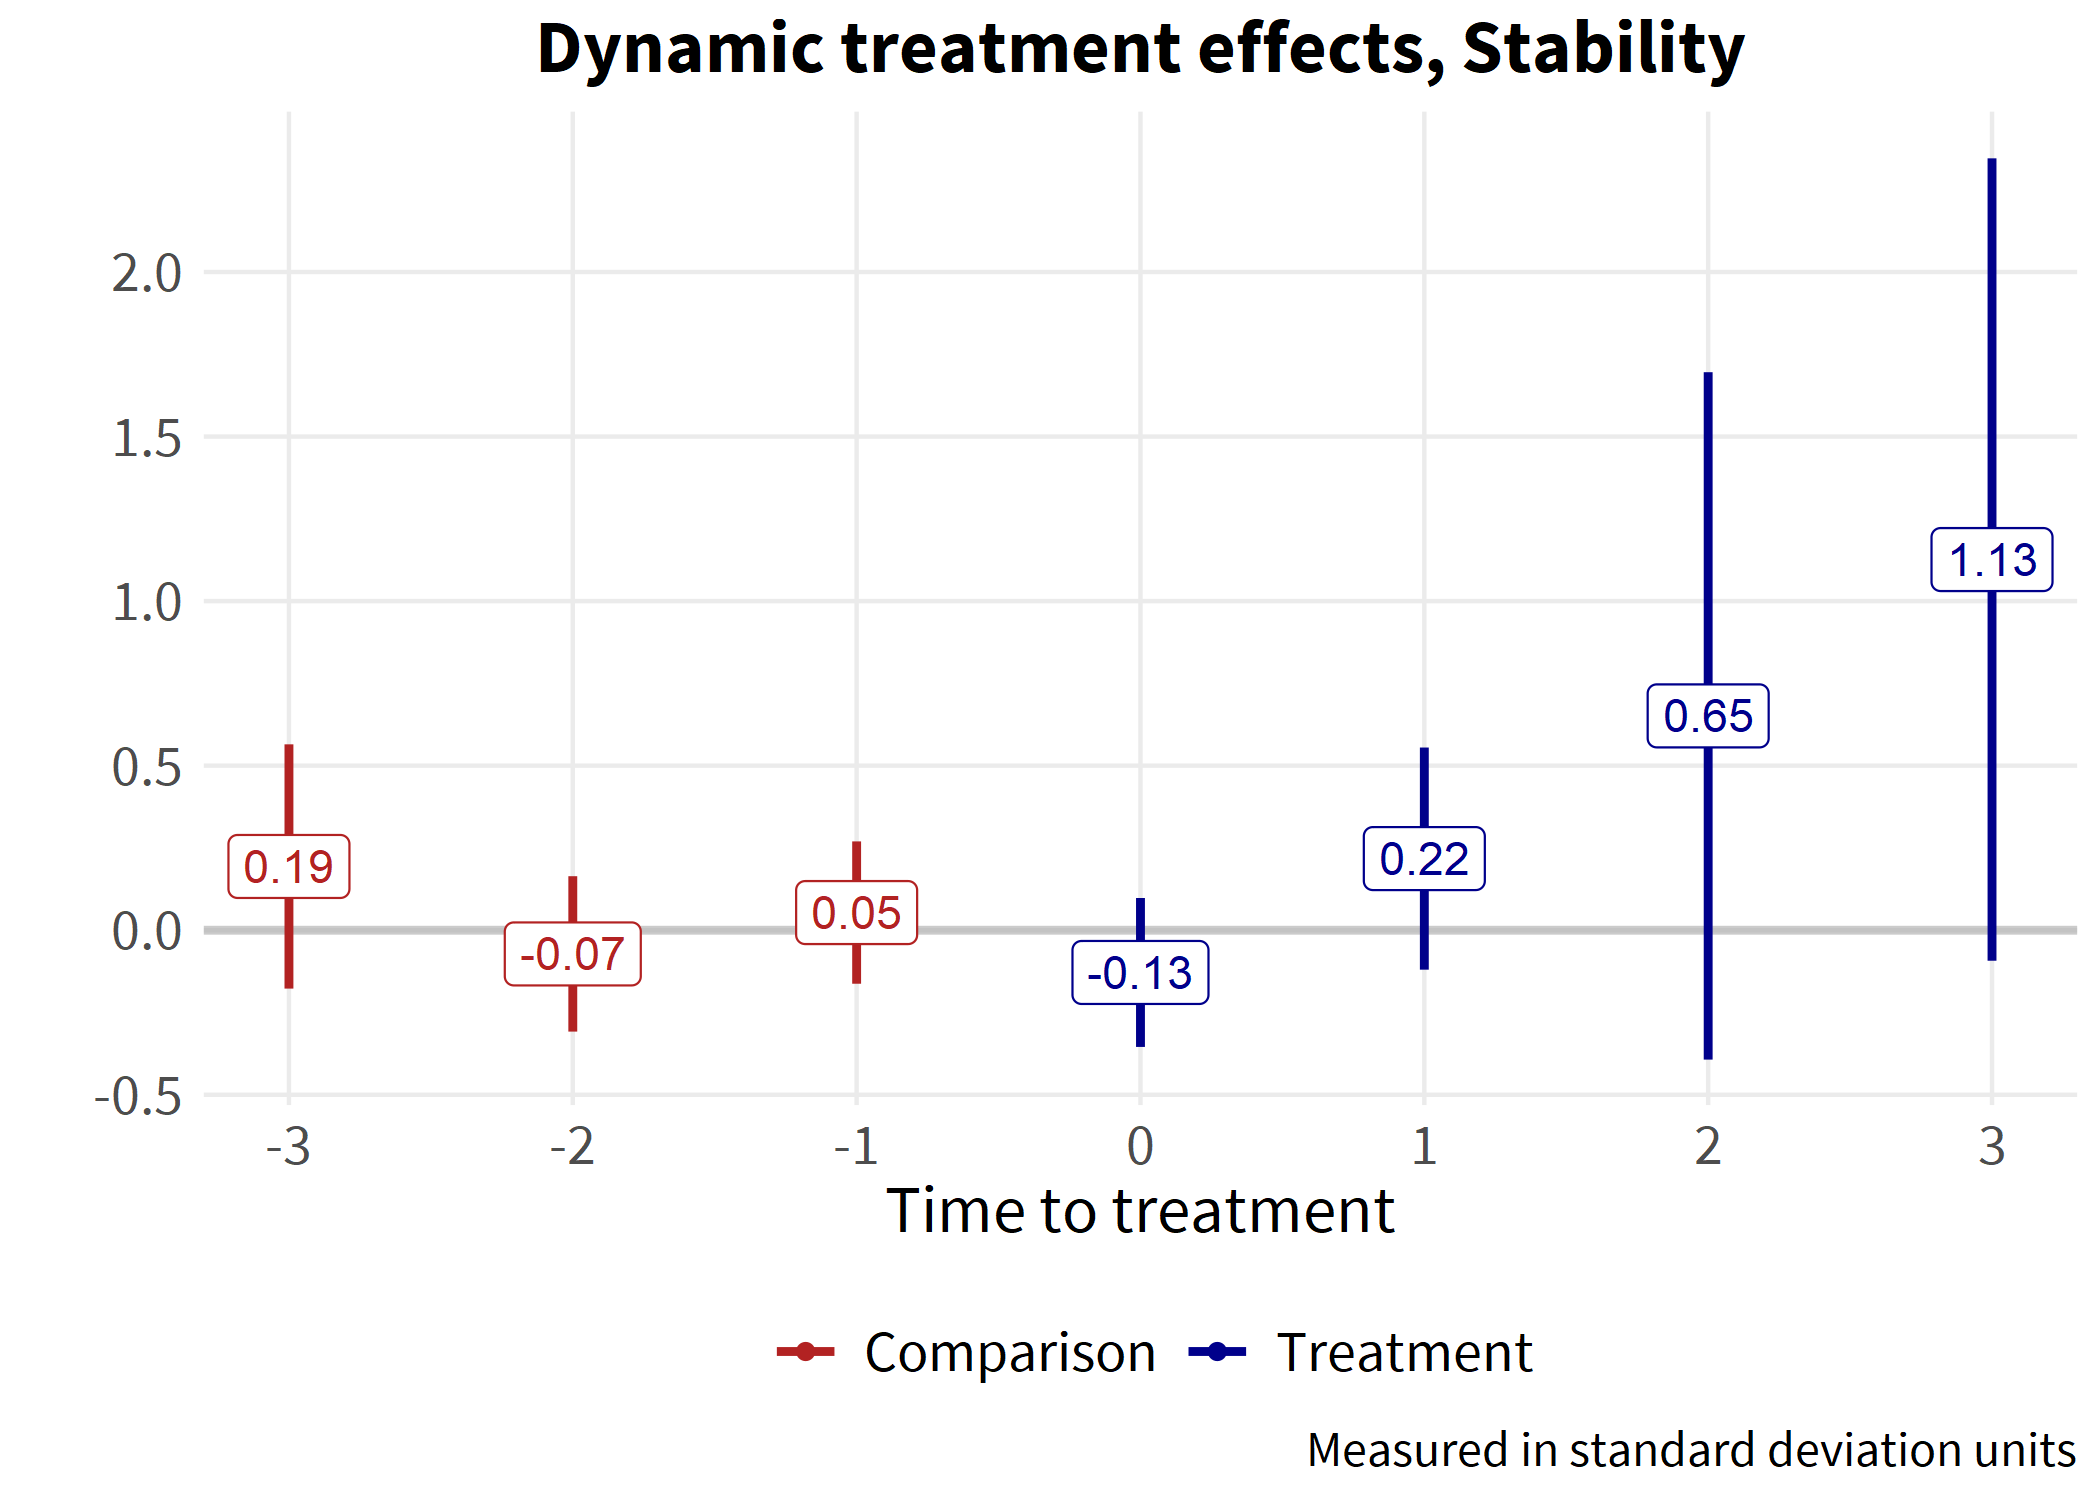 Dynamic treatment effects, Stability
2.0
1.5
1.0
0.5
0.0
-0.5
0.19
-0.07
0.05
-0.13
0.22
0.65
1.13
-3 -2 -1 0 1 2 3
Time to treatment
Comparison Treatment
Measured in standard deviation units